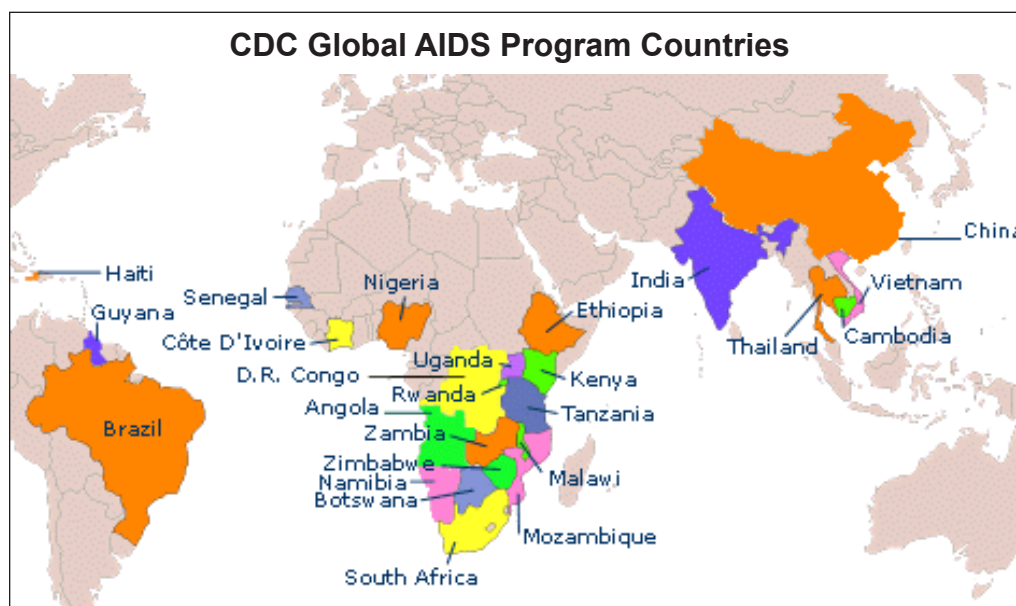 CDC Global AIDS Program Countries
China
Haiti
Nigeria
India
Vietnam
Senegal
Ethiopia
Guyana
Côte D'Ivoire
Thailand
Cambodia
Uganda
D.R. Congo
Kenya
Rwanda
Angola
Tanzania
Brazil
Zambia
Zimbabwe
Malawi
Namibia
Botswana
Mozambique
South Africa